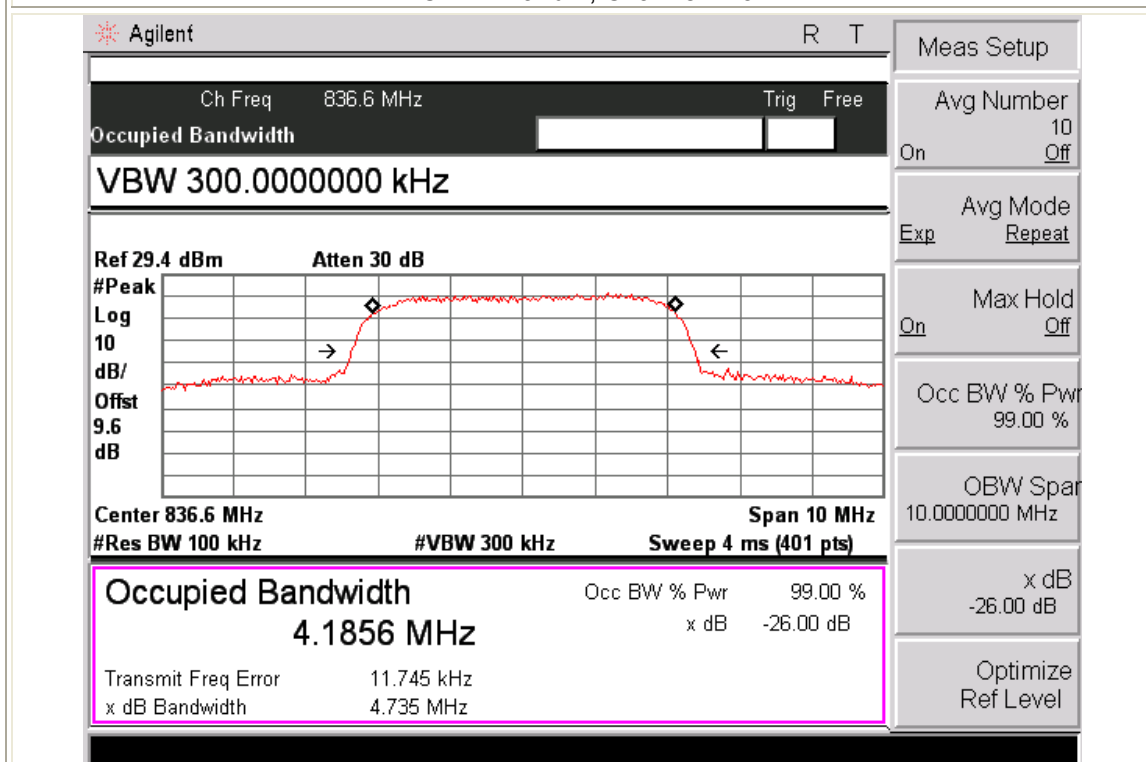 Agilent R T
Ch Freq 836.6 MHz Trig Free
Occupied Bandwidth
VBW 300.0000000 kHz
Ref 29.4 dBm Atten 30 dB
#Peak
Log
10
dB/
Offst
9.6
dB
Center 836.6 MHz Span 10 MHz
#Res BW 100 kHz #VBW 300 kHz Sweep 4 ms (401 pts)
Occupied Bandwidth Occ BW % Pwr 99.00 %
4.1856 MHz x dB -26.00 dB
Transmit Freq Error 11.745 kHz
x dB Bandwidth 4.735 MHz
Meas Setup
Avg Number
10
On Off
Avg Mode
Exp Repeat
Max Hold
On Off
Occ BW % Pwr
99.00 %
OBW Span
10.0000000 MHz
x dB
-26.00 dB
Optimize
Ref Level